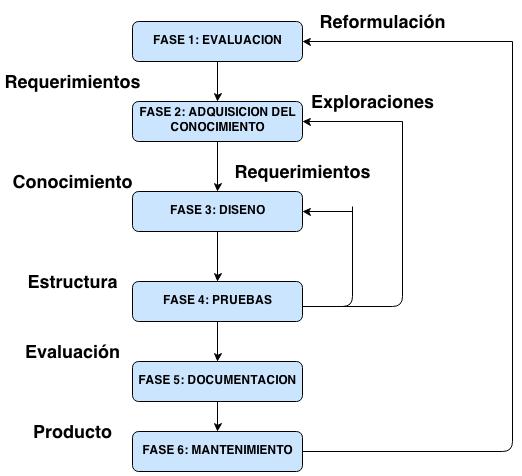 Reformulación
FASE 1: EVALUACION
Requerimientos
Exploraciones
FASE 2: ADQUISICION DEL
CONOCIMIENTO
Requerimientos
Conocimiento
FASE 3: DISENO
Estructura
FASE 4: PRUEBAS
Evaluación
FASE 5: DOCUMENTACION
Producto
FASE 6: MANTENIMIENTO